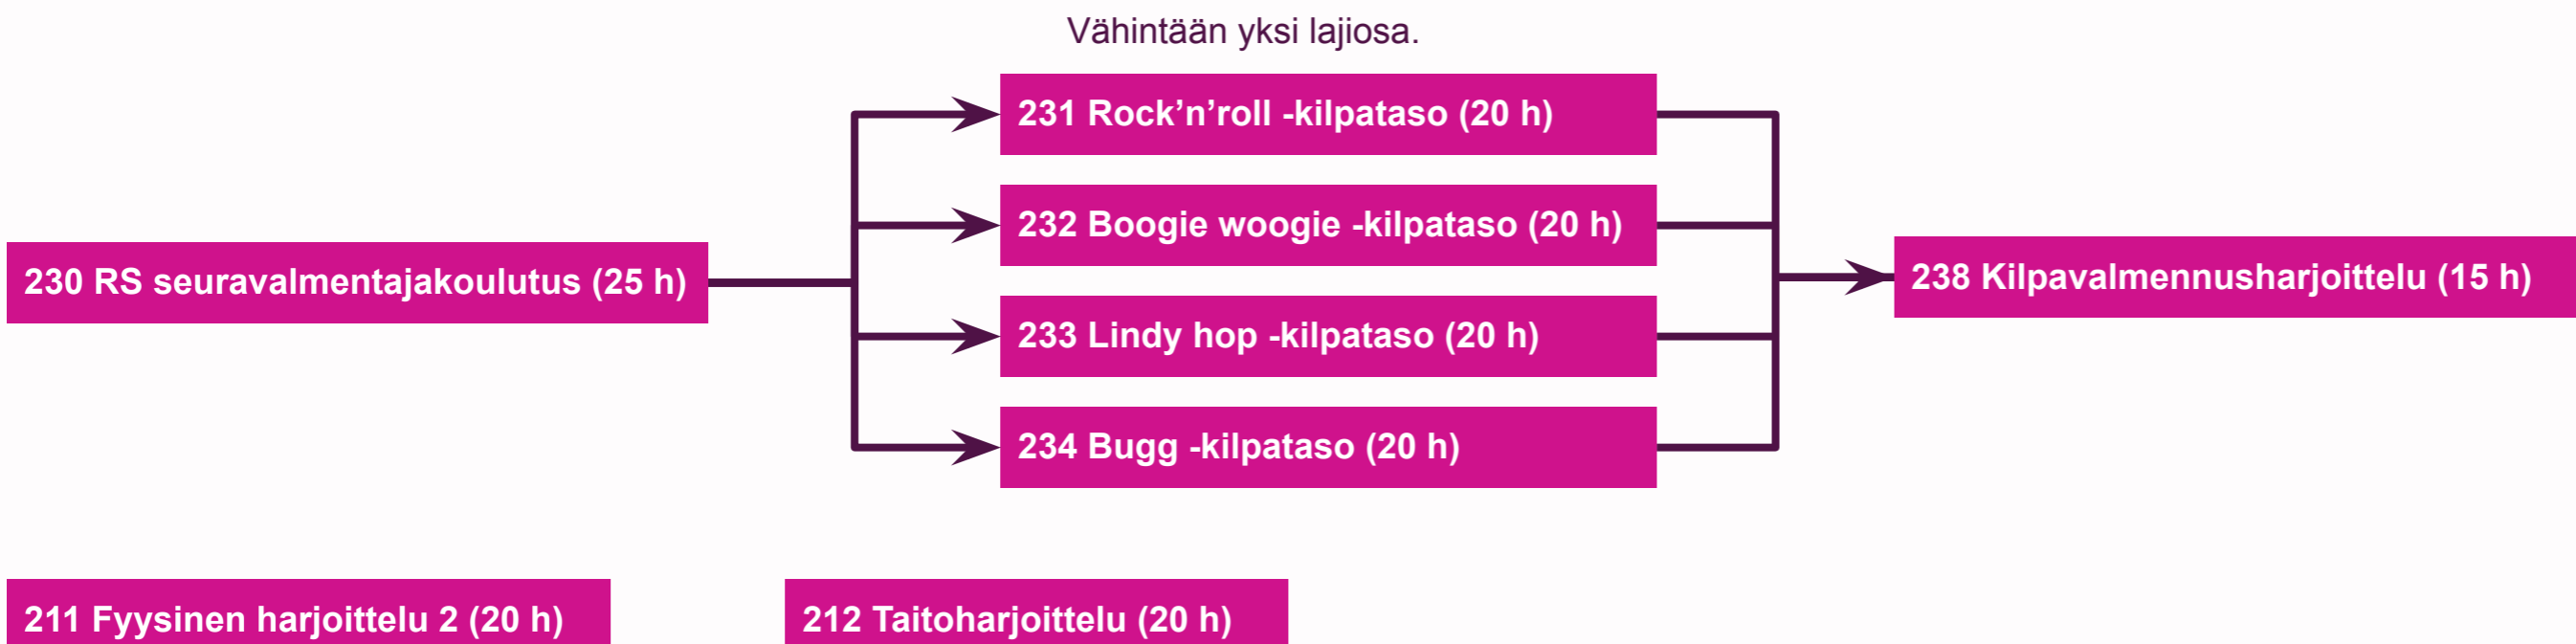 Vähintään yksi lajiosa.
231 Rock’n’roll -kilpataso (20 h)
232 Boogie woogie -kilpataso (20 h)
230 RS seuravalmentajakoulutus (25 h)
238 Kilpavalmennusharjoittelu (15 h)
233 Lindy hop -kilpataso (20 h)
234 Bugg -kilpataso (20 h)
211 Fyysinen harjoittelu 2 (20 h)
212 Taitoharjoittelu (20 h)